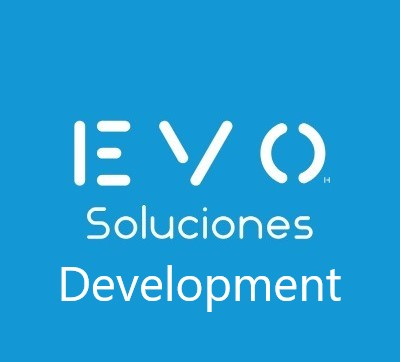 EVO
H
Soluciones
Development